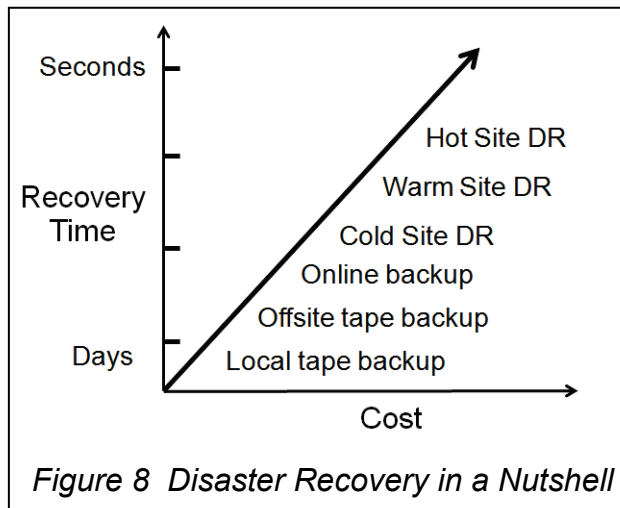 Seconds
Hot Site DR
Warm Site DR
Recovery
Time
Cold Site DR
Online backup
Offsite tape backup
Days
Local tape backup
Cost
Figure 8 Disaster Recovery in a Nutshell